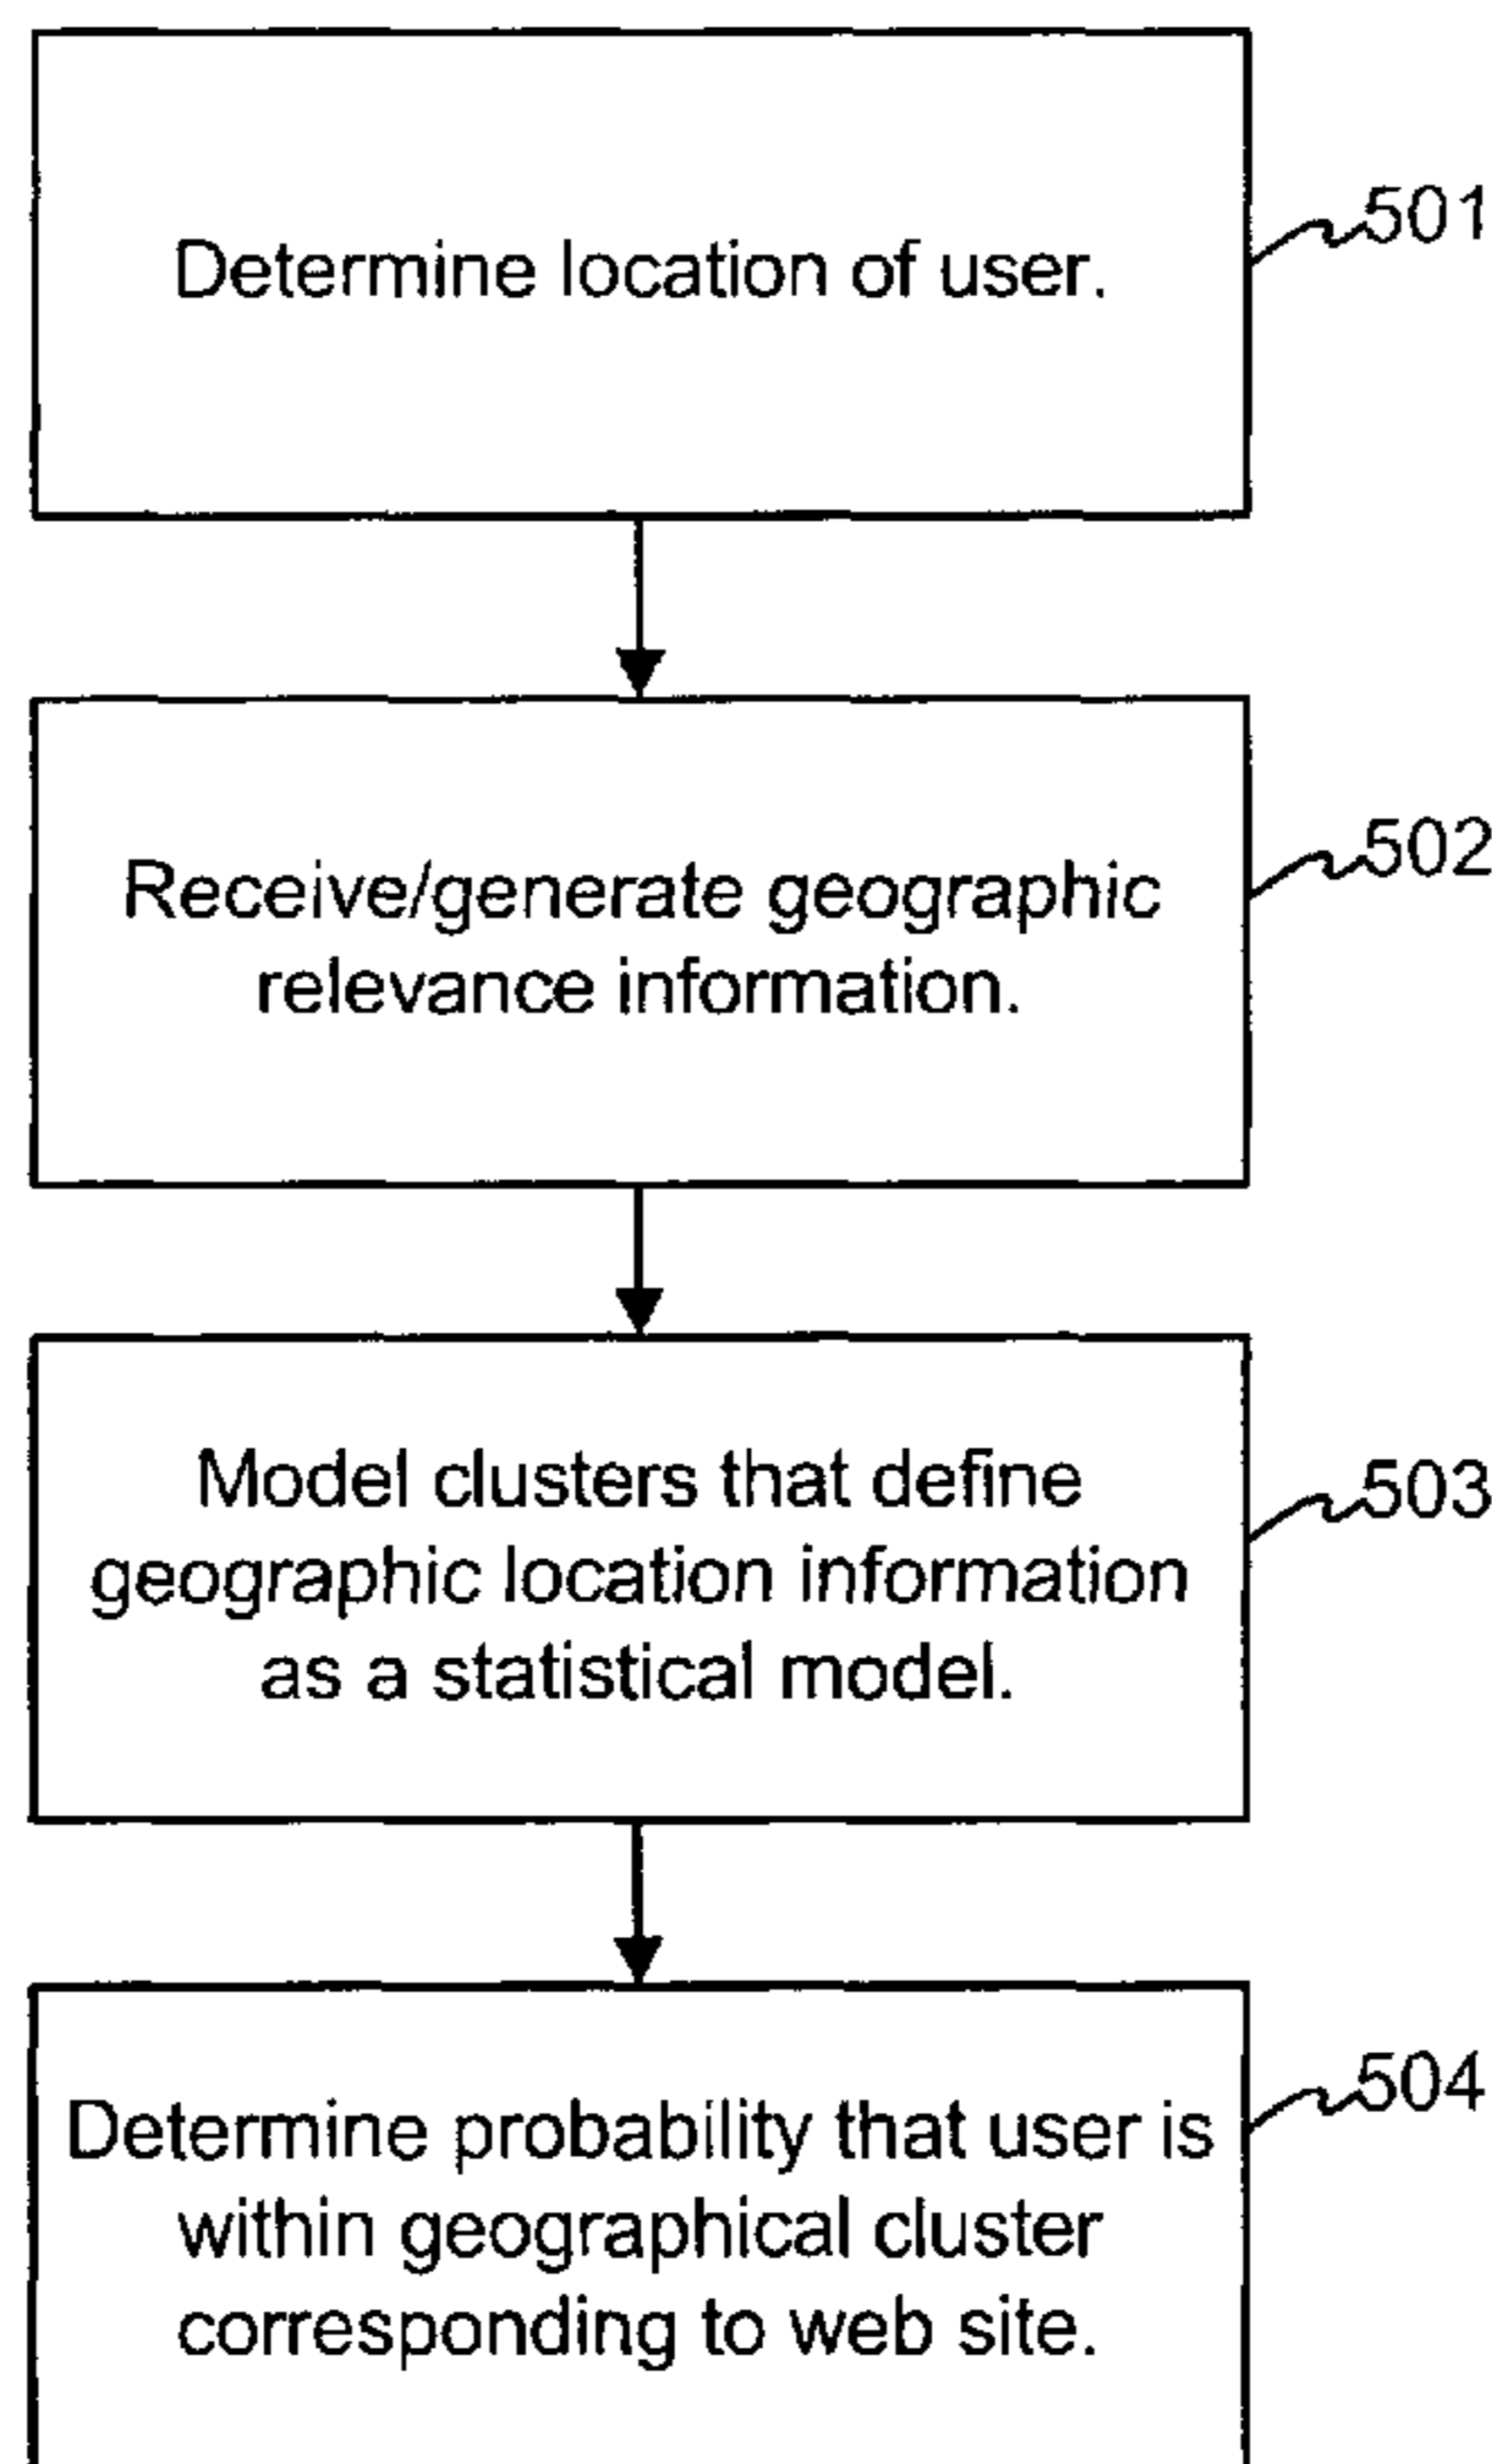 Determine location of user.
501
Receive/generate geographic
relevance information.
502
Model clusters that define
geographic location information
as a statistical model.
503
Determine probability that user is
within geographical cluster
corresponding to web site.
504